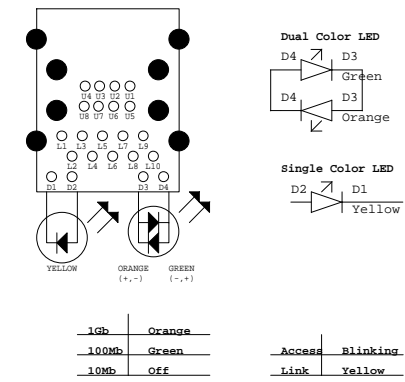 Dual Color LED
D4 D3
Green
D4 D3
Orange
U4 U3 U2 U1
U8 U7 U6 U5
L1 L3 L5 L7 L9
L2 L4 L6 L8 L10
D1 D2 D3 D4
Single Color LED
D2 D1
Yellow
YELLOW ORANGE GREEN
(+,-) (-,+)
1Gb Orange
100Mb Green
10Mb Off
Access Blinking
Link Yellow